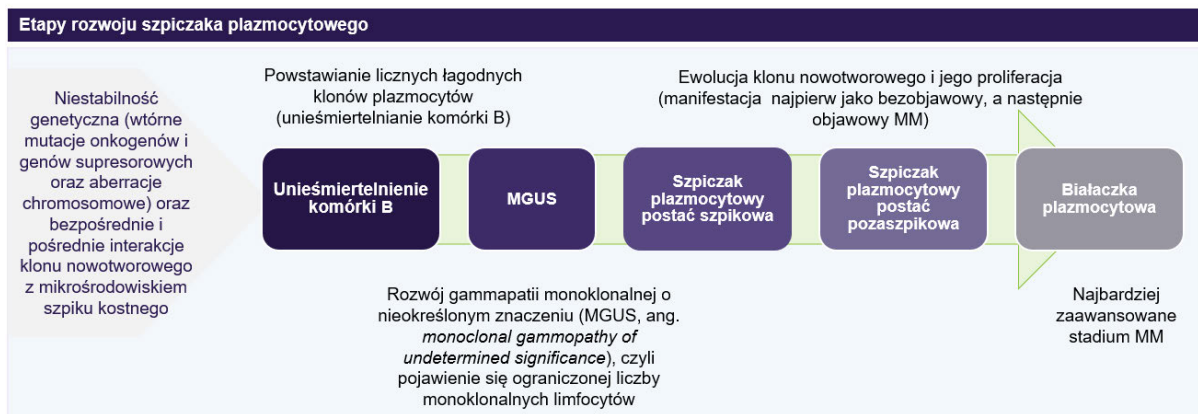 Etapy rozwoju szpiczaka plazmocytowego
Niestabilność
genetyczna (wtórne
mutacje onkogenów i
genów supresorowych
oraz aberracje
chromosomowe) oraz
bezpośrednie i
pośrednie interakcje
klonu nowotworowego
z mikrośrodowiskiem
szpiku kostnego
Powstawianie licznych łagodnych
klonów plazmocytów
(unieśmiertelnianie komórki B)
Ewolucja klonu nowotworowego i jego proliferacja
(manifestacja najpierw jako bezobjawowy, a następnie
objawowy MM)
Unieśmiertelnienie
komórki B
MGUS
Szpiczak
plazmocytowy
postać szpikowa
Szpiczak
plazmocytowy
postać
pozaszpikowa
Białaczka
plazmocytowa
Rozwój gammapatii monoklonalnej o
nieokreślonym znaczeniu (MGUS, ang.
monoclonal gammopathy of
undetermined significance), czyli
pojawienie się ograniczonej liczby
monoklonalnych limfocytów
Najbardziej
zaawansowane
stadium MM